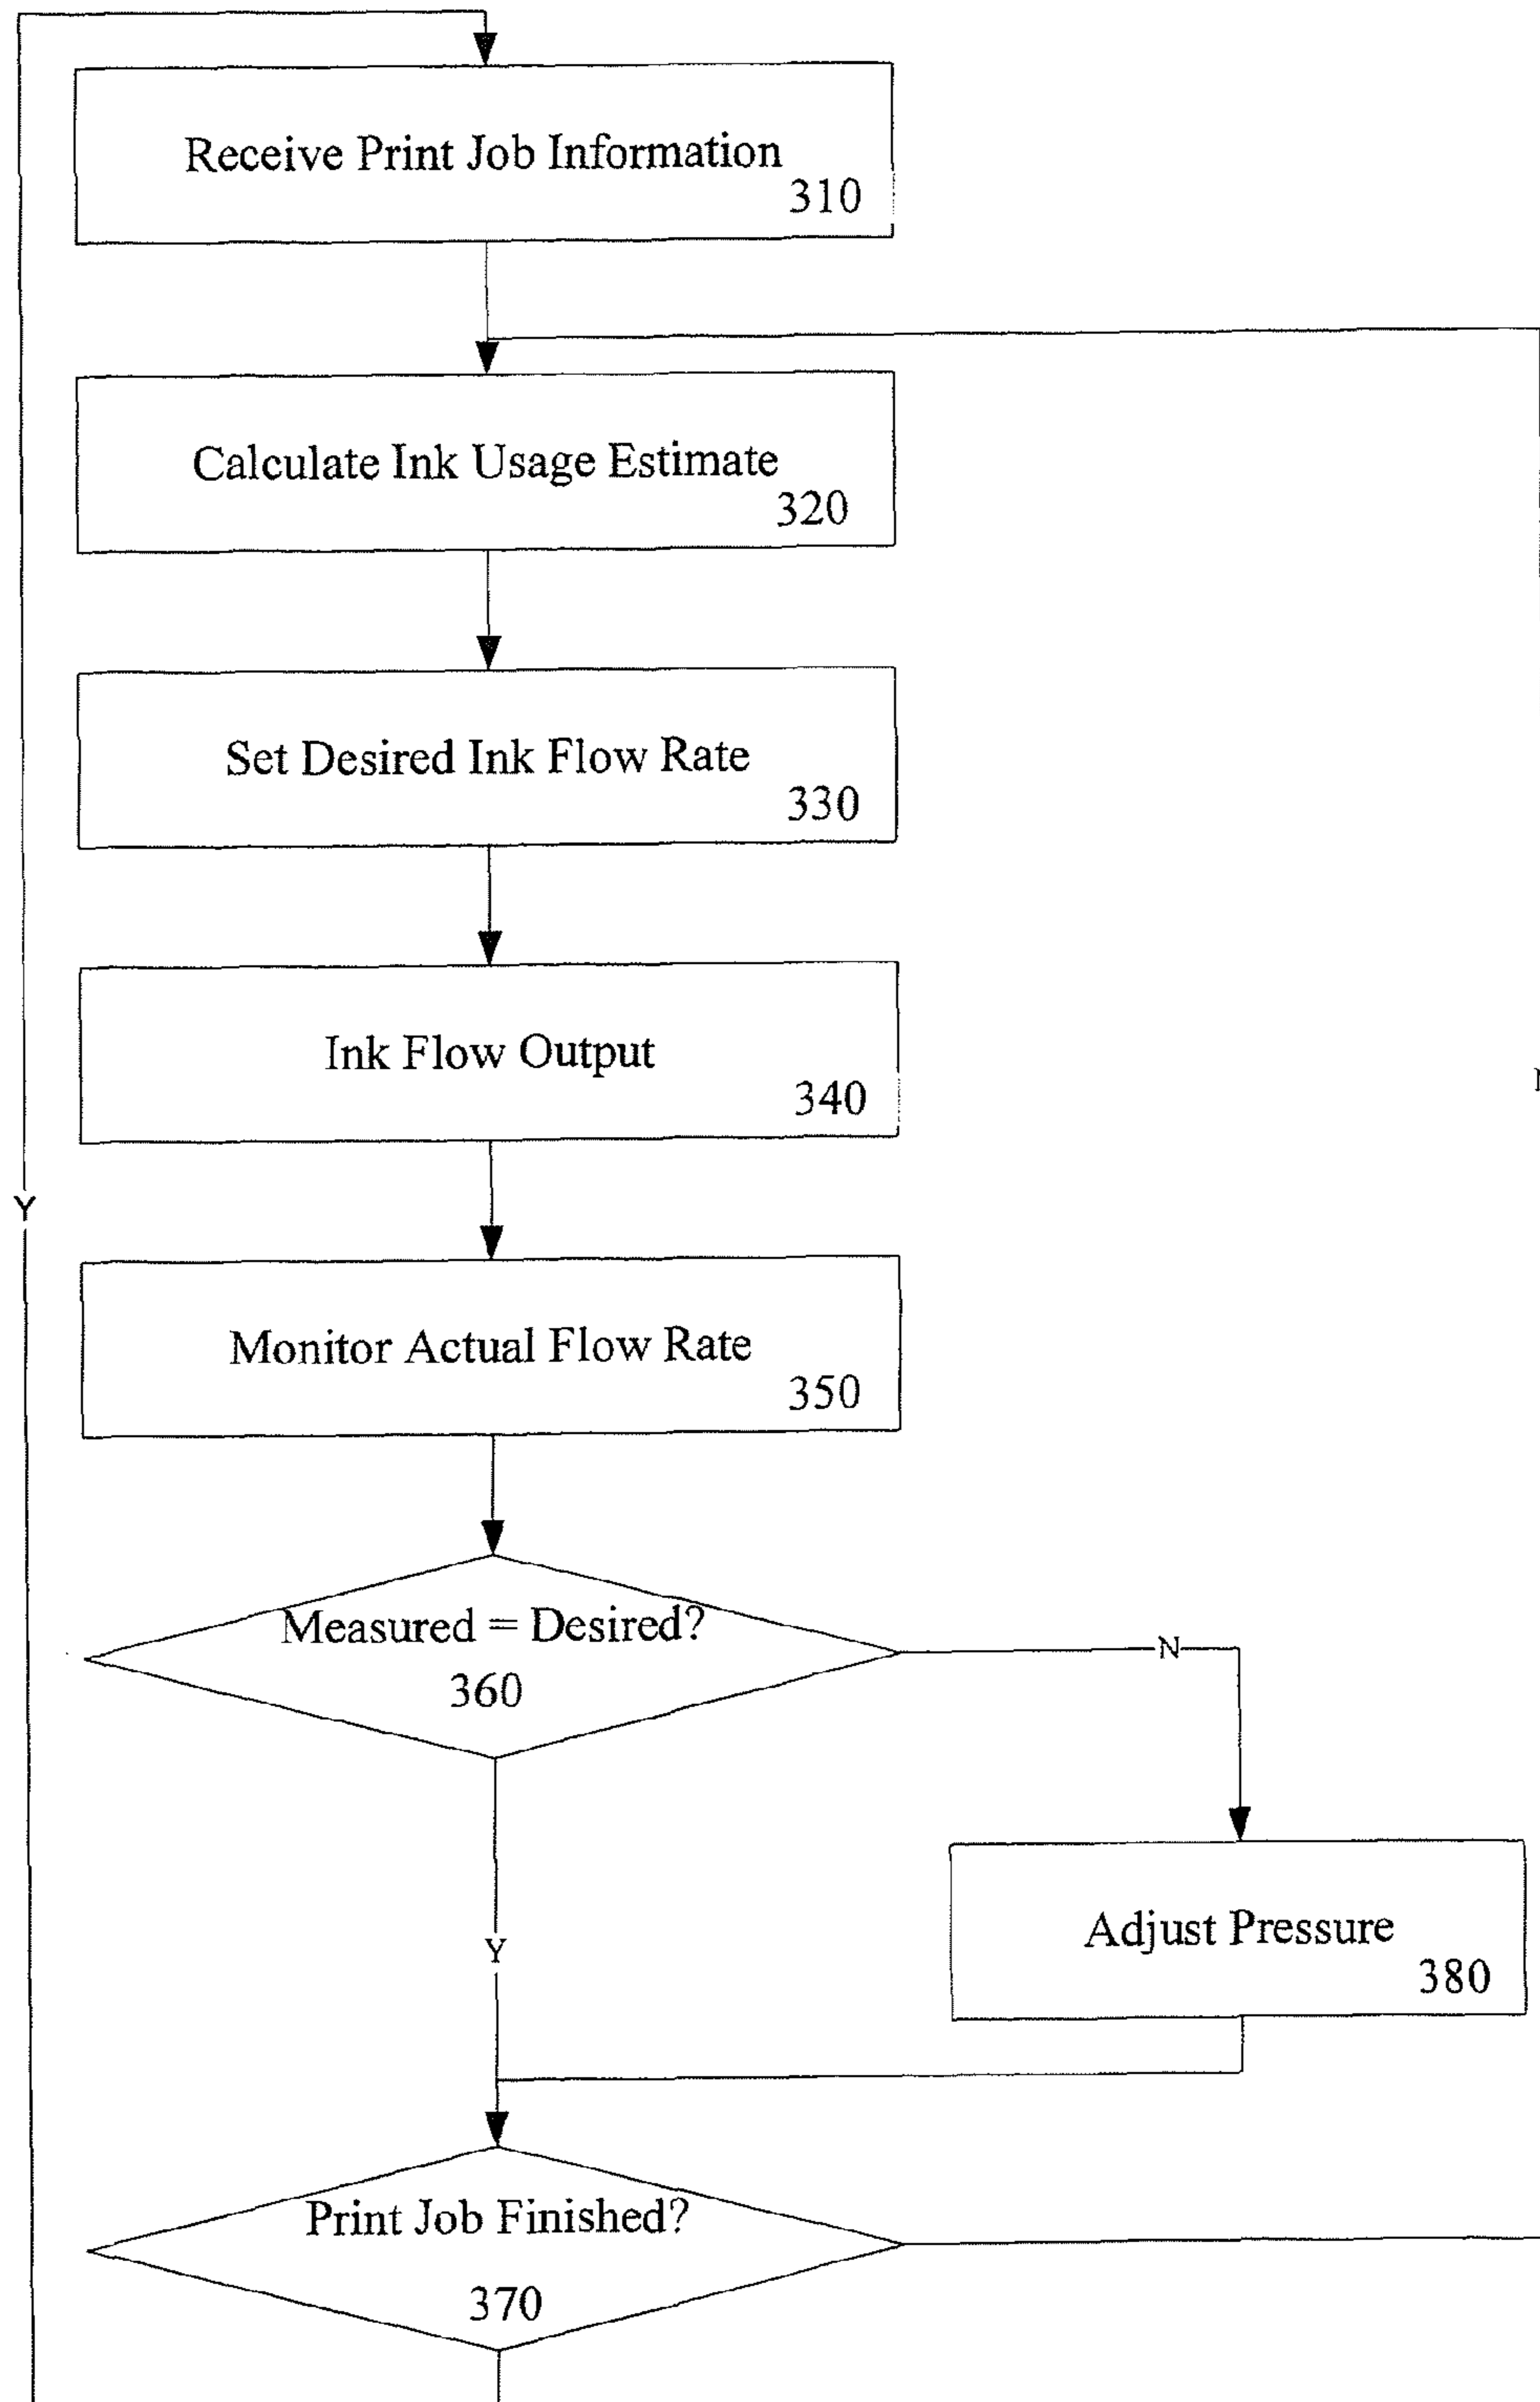 Receive Print Job Information
310
Calculate Ink Usage Estimate
320
Set Desired Ink Flow Rate
330
Ink Flow Output
340
Y
Monitor Actual Flow Rate
350
Measured = Desired?
360
N
Y
Adjust Pressure
380
Print Job Finished?
370